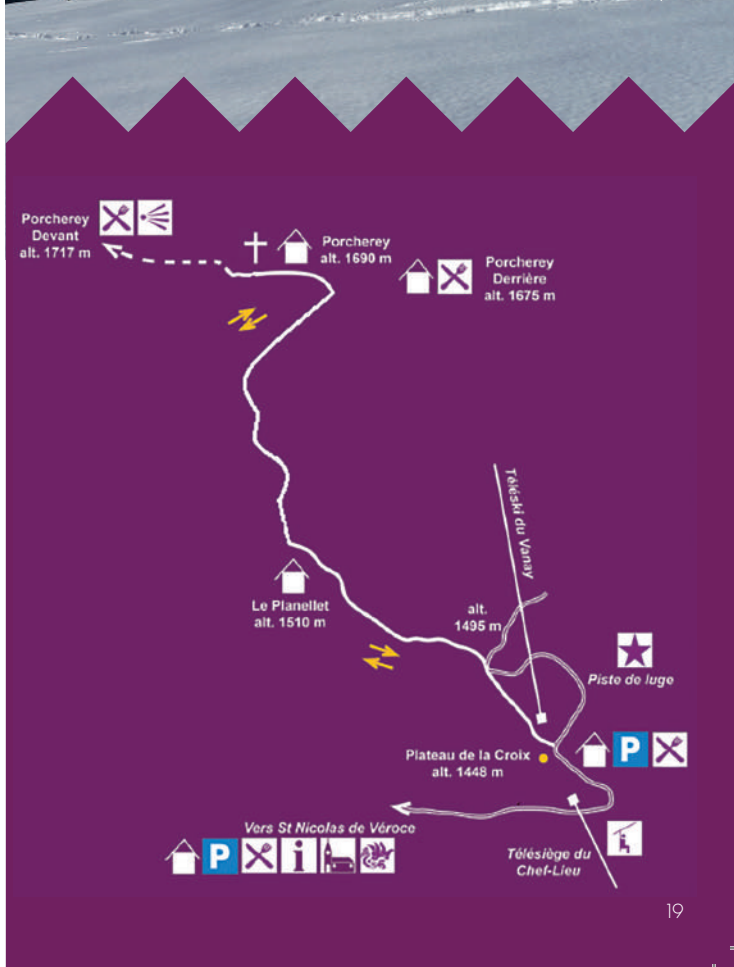 Porcherey
Devant
alt. 1717 m
Porcherey
alt. 1690 m
Porcherey
Derrière
alt. 1675 m
Téléski du Vanay
Le Planellet
alt. 1510 m
alt.
1495 m
Piste de luge
Plateau de la Croix
alt. 1448 m
P
Vers St Nicolas de Véroce
P
i
Télésiège du
Chef-Lieu
19